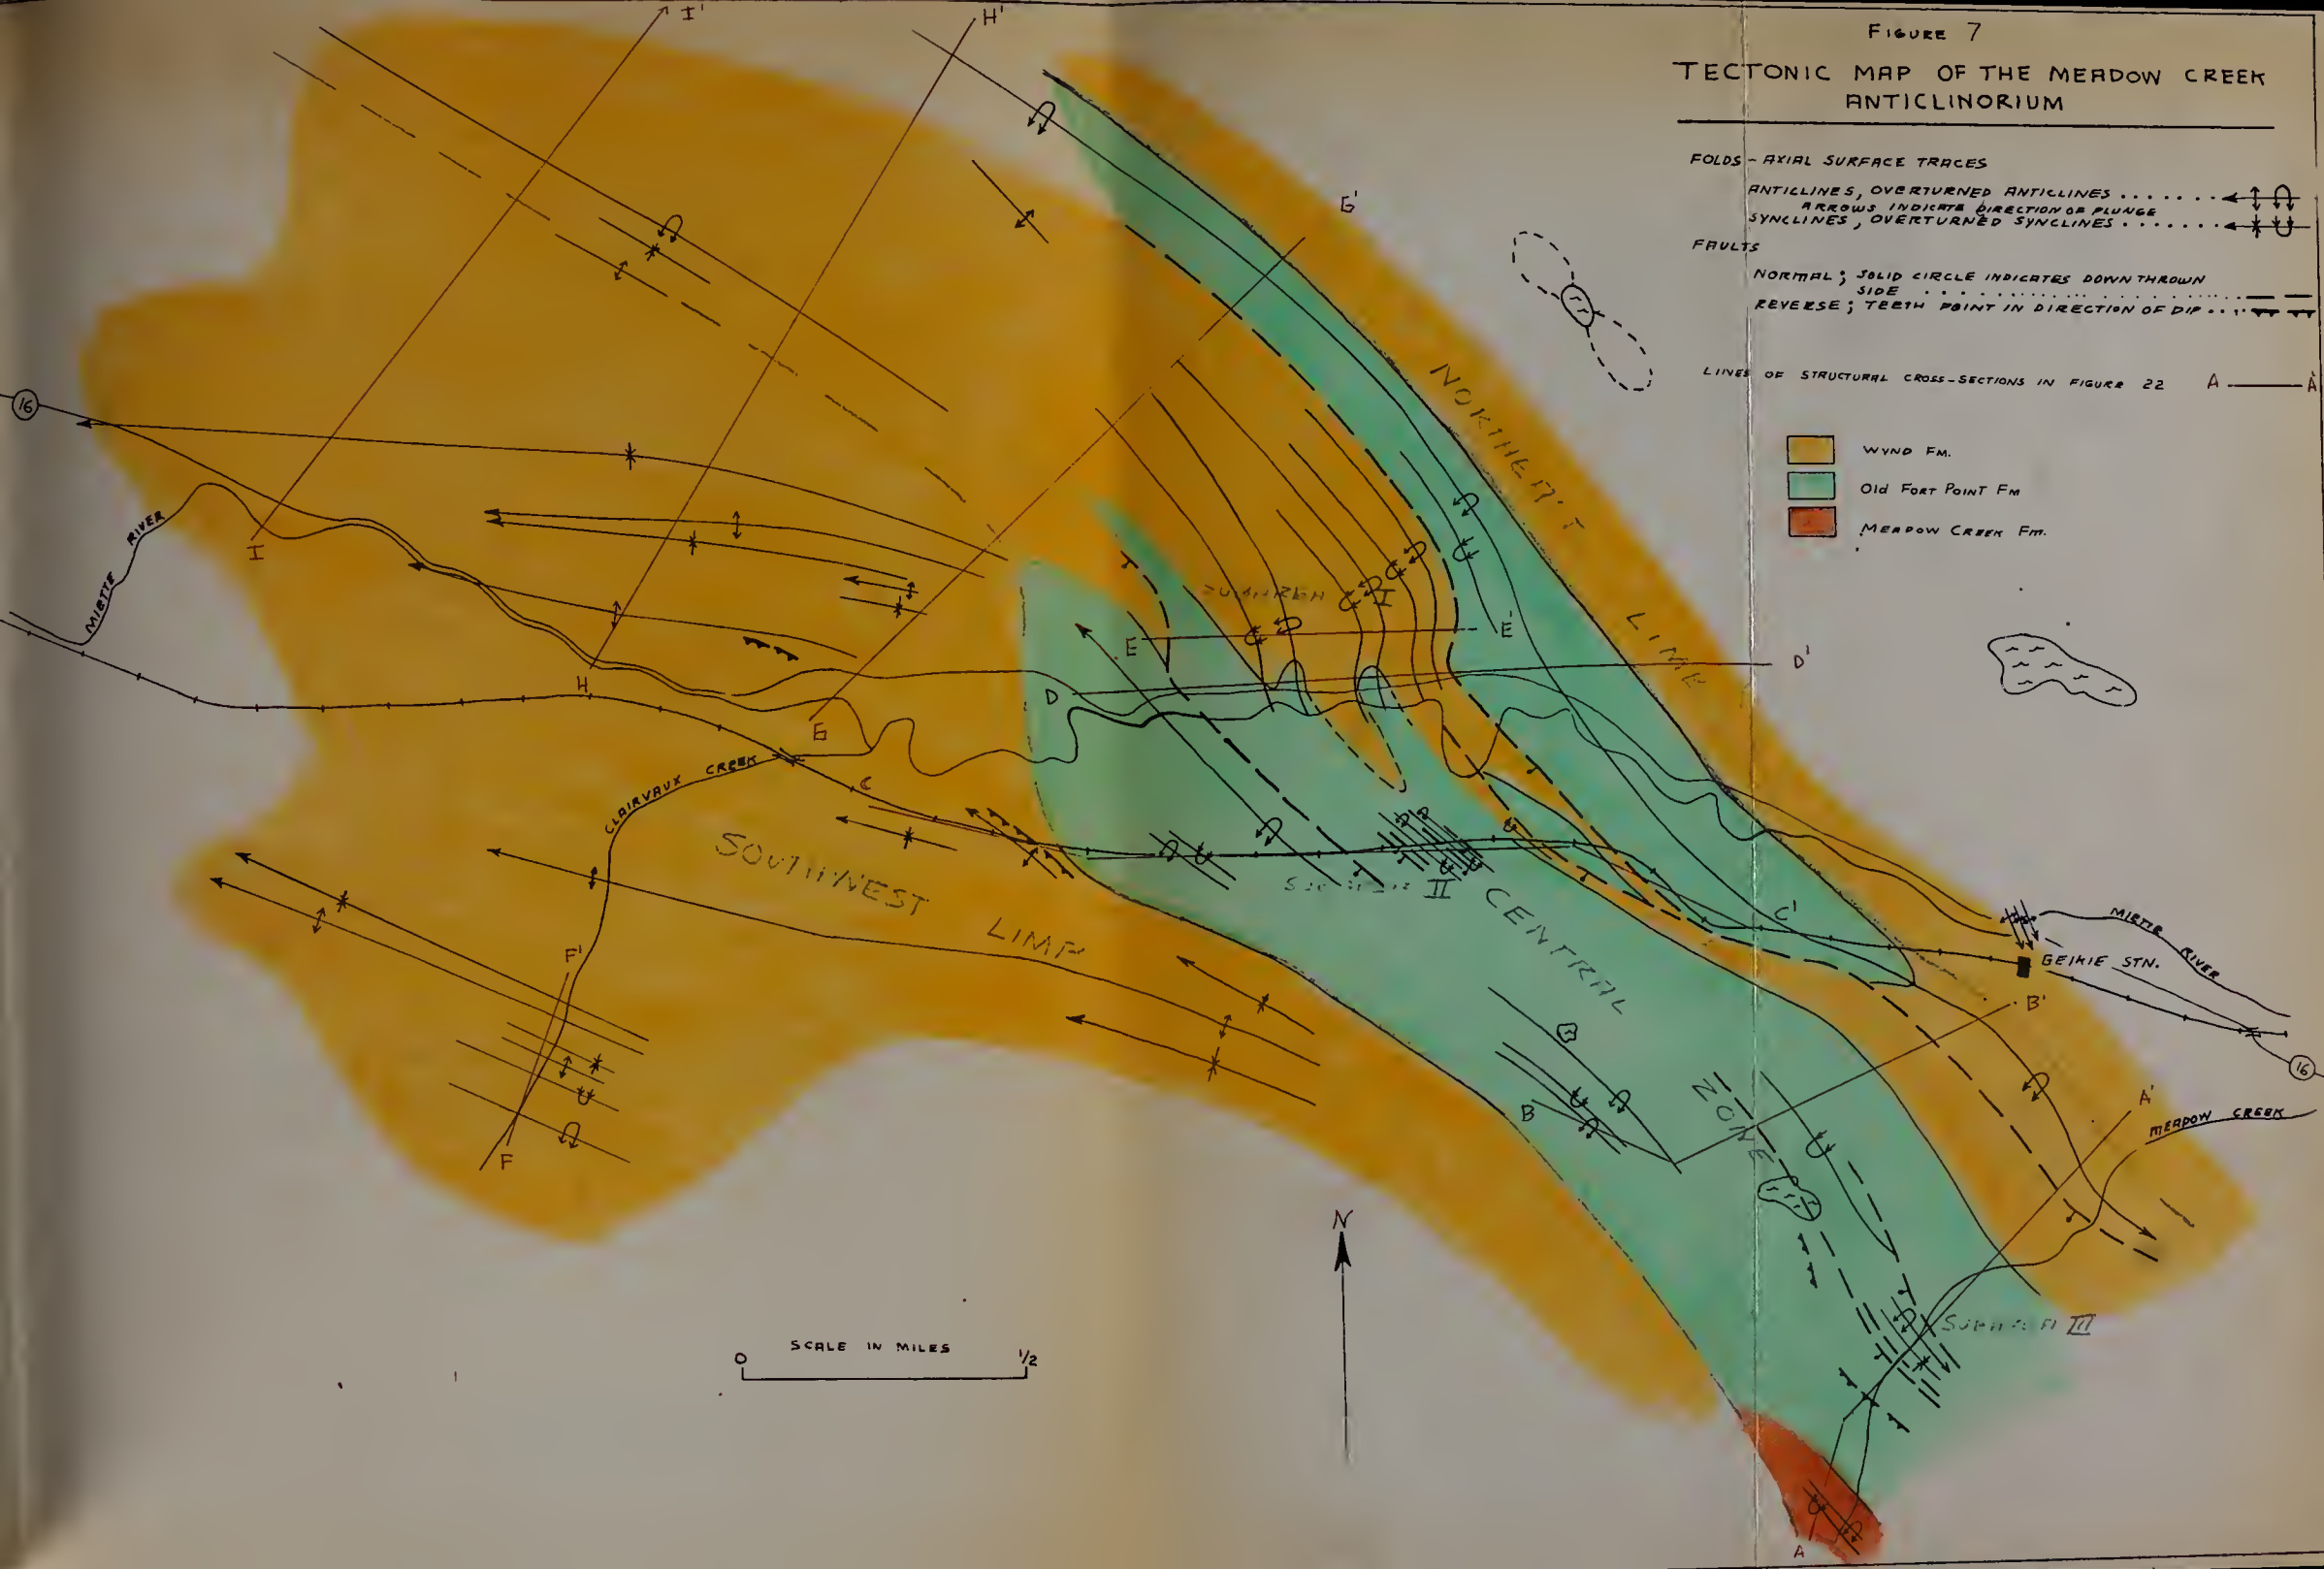 FIGURE 7
TECTONIC MAP OF THE MEADOW CREEK
ANTICLINORIUM
FOLDS - AXIAL SURFACE TRACES
ANTICLINES, OVERTURNED ANTICLINES
ARROWS INDICATE DIRECTION OF PLUNGE
SYNCLINES, OVERTURNED SYNCLINES
FAULTS
NORMAL; SOLID CIRCLE INDICATES DOWN THROWN
SIDE
REVERSE; TEETH POINT IN DIRECTION OF DIP
LINES OF STRUCTURAL CROSS-SECTIONS IN FIGURE 22 A A'
WYND FM.
Old FORT POINT FM
MEADOW CREEK FM.
I'
H'
G'
NORTHEAST
LIMB
16
MIETTE RIVER
I
H
G
E
E'
D
D'
I
CLAIRVAUX CREEK
C
C'
SOUTHWEST
LIMB
II
CENTRAL
ZONE
MIETTE RIVER
GEIKIE STN.
B
B'
16
F'
F
A'
MEADOW CREEK
III
N
SCALE IN MILES
0 1/2
A